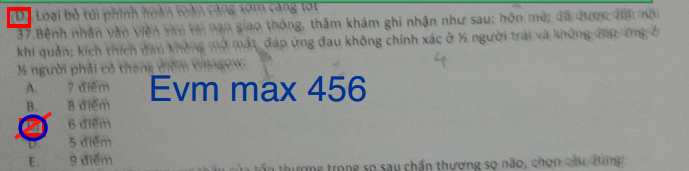 D. Loại bỏ túi phình hoàn toàn càng sớm càng tốt
37. Bệnh nhân vào viện sau tai nạn giao thông, thăm khám ghi nhận như sau: hôn mê, đã được đặt nội
khí quản; kích thích đau không mở mắt, đáp ứng đau không chính xác ở ½ người trái và không đáp ứng ở
½ người phải có thang điểm Glasgow:
4
A. 7 điểm
Evm max 456
B. 8 điểm
6 điểm
D. 5 điểm
E. 9 điểm
tổn thương trong sọ sau chấn thương sọ não, chọn câu đúng: